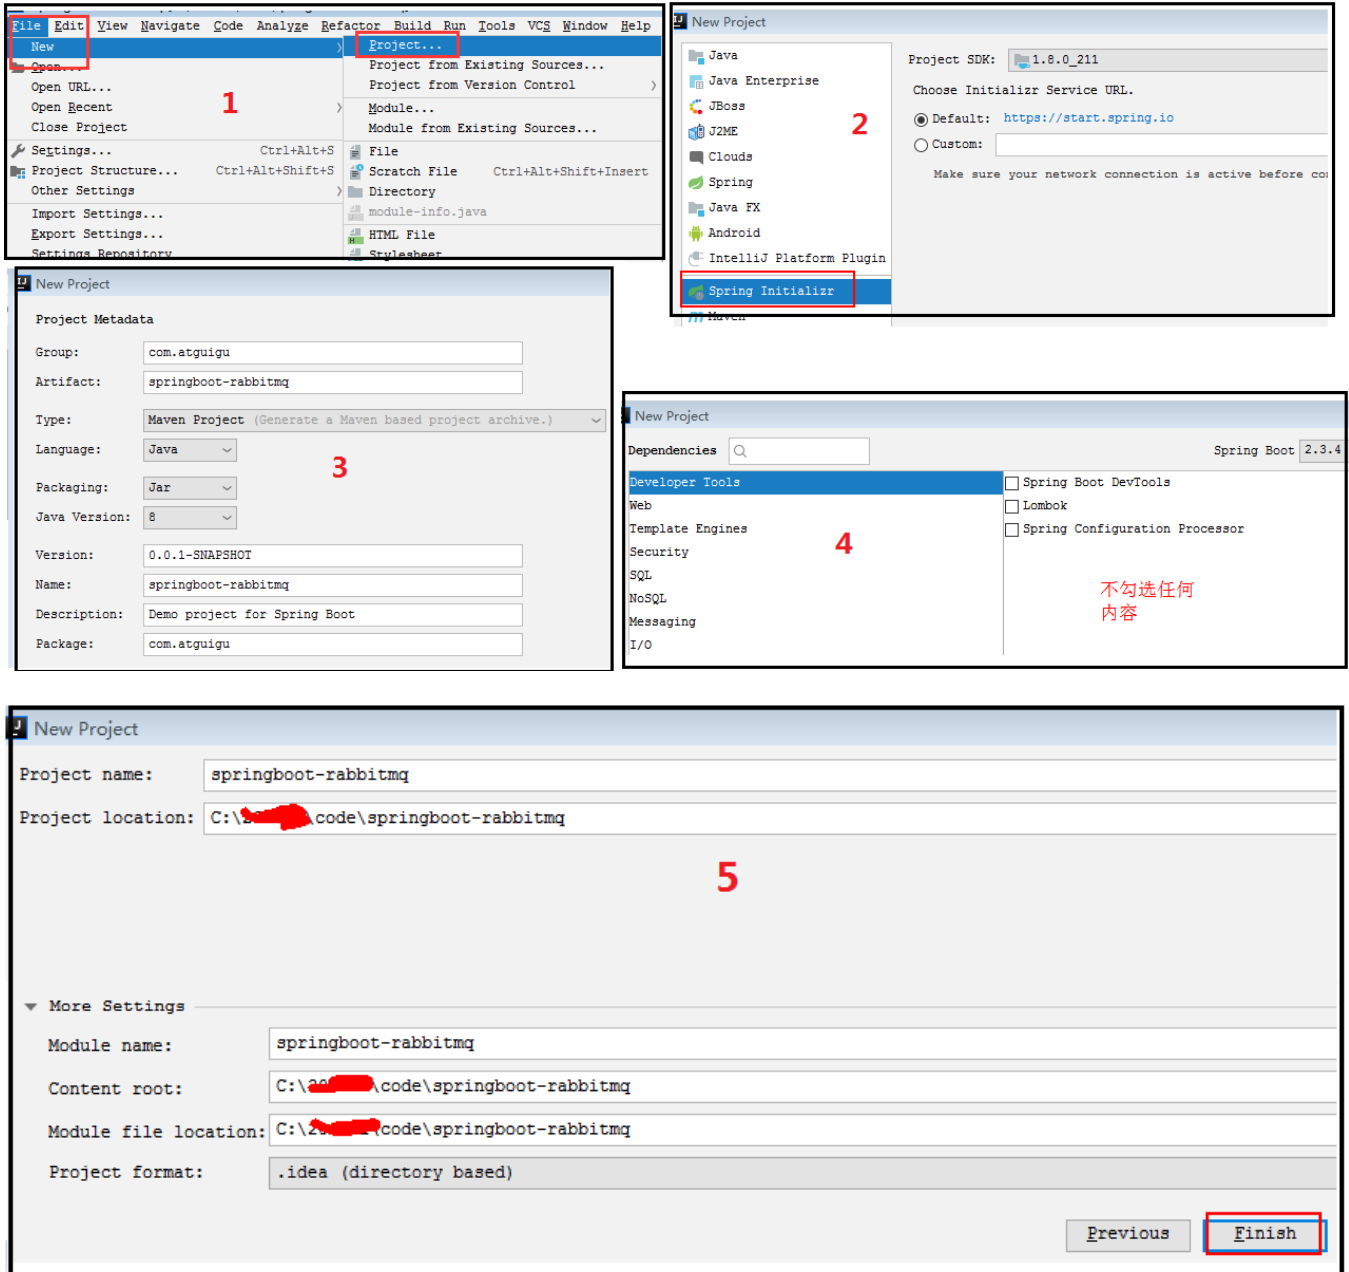 File Edit View Navigate Code Analyze Refactor Build Run Tools VCS Window Help
New
Open...
Open URL...
Open Recent
Close Project
Settings... Ctrl+Alt+S
Project Structure... Ctrl+Alt+Shift+S
Other Settings
Import Settings...
Export Settings...
Settings Repository
Project...
Project from Existing Sources...
Project from Version Control
Module...
Module from Existing Sources...
File
Scratch File Ctrl+Alt+Shift+Insert
Directory
module-info.java
HTML File
Stylesheet
1
New Project
Java
Java Enterprise
JBoss
J2ME
Clouds
Spring
Java FX
Android
IntelliJ Platform Plugin
Spring Initializr
Maven
Project SDK: 1.8.0_211
Choose Initializr Service URL.
Default: https://start.spring.io
Custom:
Make sure your network connection is active before
2
New Project
Project Metadata
Group: com.atguigu
Artifact: springboot-rabbitmq
Type: Maven Project (Generate a Maven based project archive.)
Language: Java
Packaging: Jar
Java Version: 8
Version: 0.0.1-SNAPSHOT
Name: springboot-rabbitmq
Description: Demo project for Spring Boot
Package: com.atguigu
3
New Project
Dependencies
Spring Boot 2.3.4
Developer Tools
Web
Template Engines
Security
SQL
NoSQL
Messaging
I/O
Spring Boot DevTools
Lombok
Spring Configuration Processor
4
不勾选任何
内容
New Project
Project name: springboot-rabbitmq
Project location: C:\ \code\springboot-rabbitmq
5
More Settings
Module name: springboot-rabbitmq
Content root: C:\ \code\springboot-rabbitmq
Module file location: C:\ code\springboot-rabbitmq
Project format: .idea (directory based)
Previous Finish